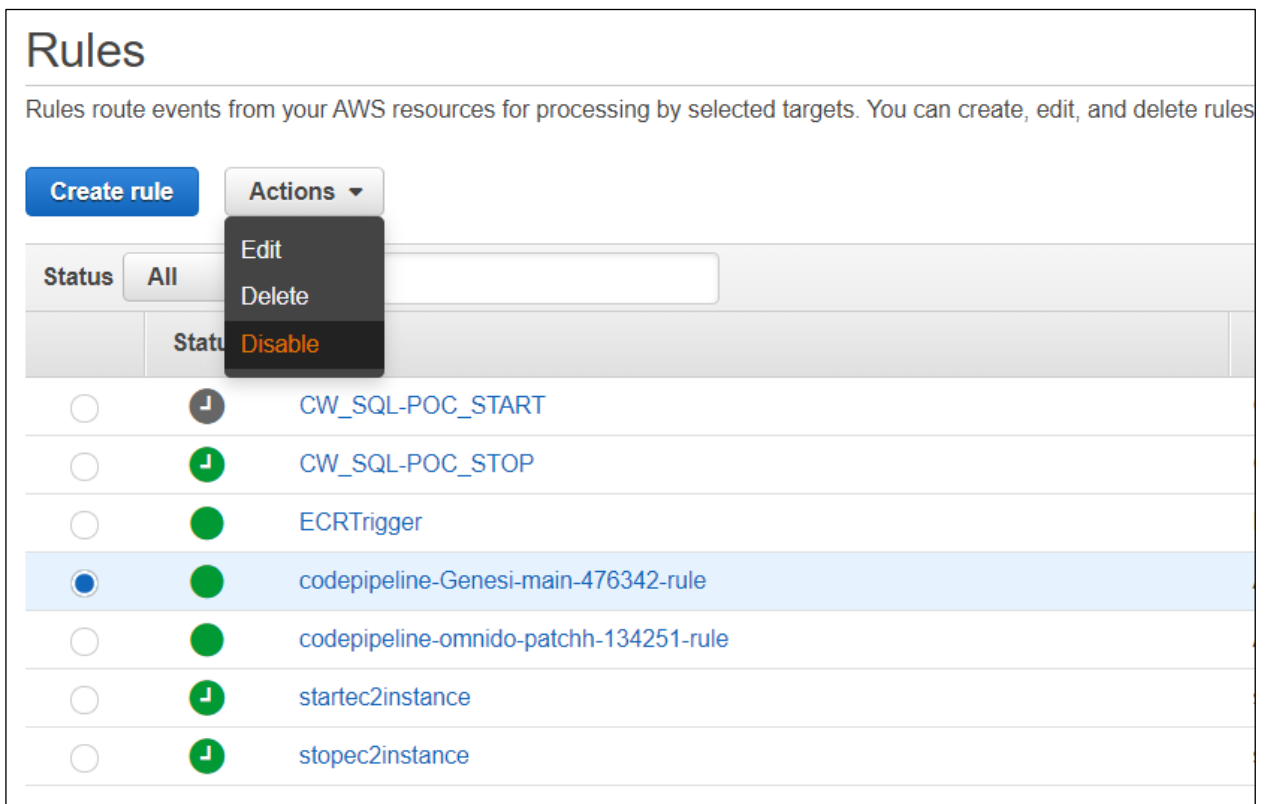 Rules
Rules route events from your AWS resources for processing by selected targets. You can create, edit, and delete rules
Create rule
Actions
Edit
Delete
Disable
Status
All
Statu
CW_SQL-POC_START
CW_SQL-POC_STOP
ECRTrigger
codepipeline-Genesi-main-476342-rule
codepipeline-omnido-patchh-134251-rule
startec2instance
stopec2instance